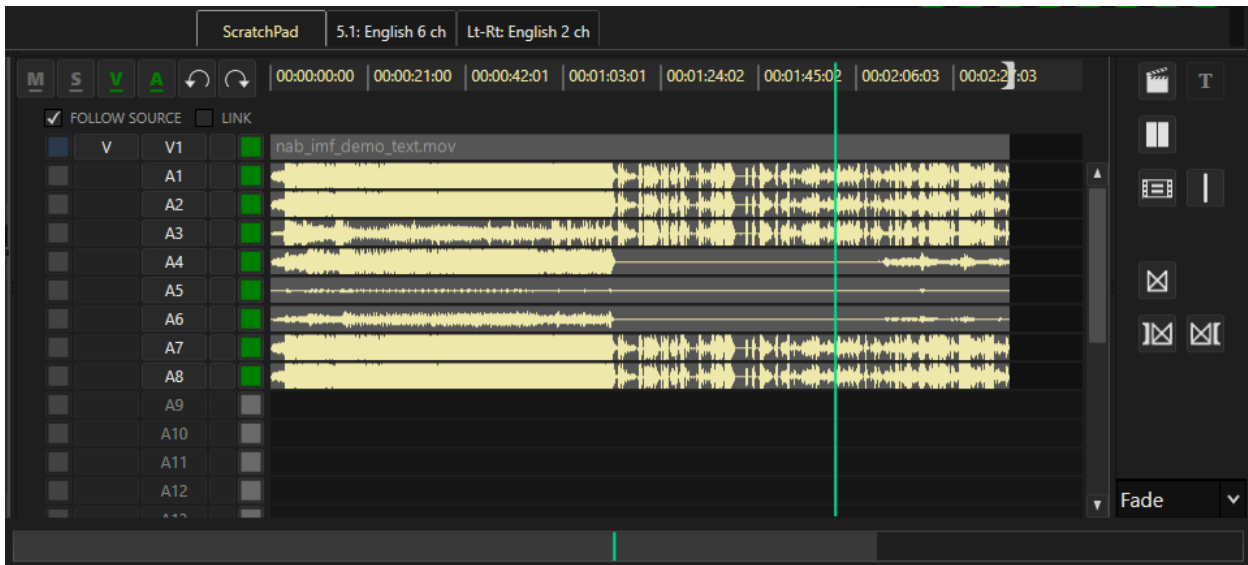 ScratchPad 5.1: English 6 ch Lt-Rt: English 2 ch
M S V A 00:00:00:00 00:00:21:00 00:00:42:01 00:01:03:01 00:01:24:02 00:01:45:02 00:02:06:03 T
FOLLOW SOURCE LINK
V V1 nab_imf_demo_text.mov
A1
A2
A3
A4
A5
A6
A7
A8
A9
A10
A11
A12
Fade